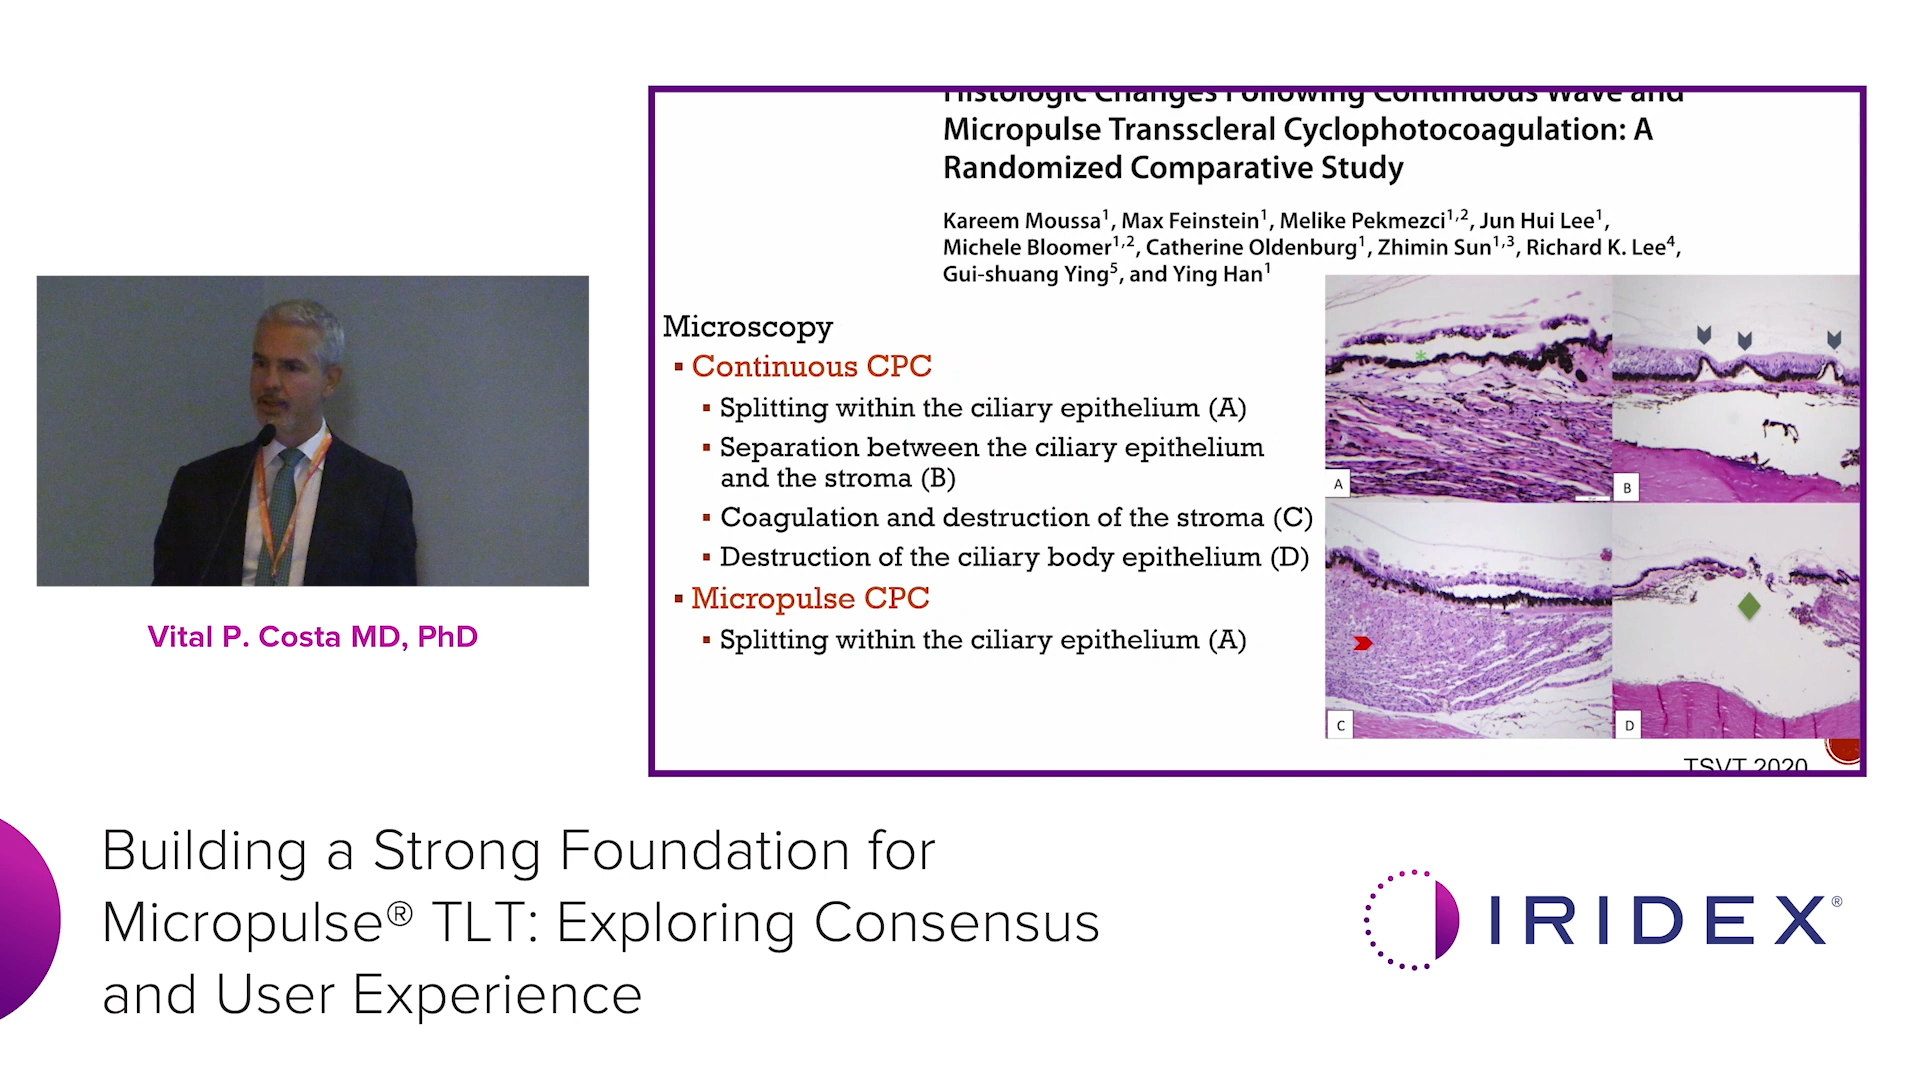 Histologic Changes Following Continuous Wave and
Micropulse Transscleral Cyclophotocoagulation: A
Randomized Comparative Study
Kareem Moussa1, Max Feinstein1, Melike Pekmezci1,2, Jun Hui Lee1,
Michele Bloomer1,2, Catherine Oldenburg1, Zhimin Sun1,3, Richard K. Lee4,
Gui-shuang Ying5, and Ying Han1
Microscopy
▪ Continuous CPC
▪ Splitting within the ciliary epithelium (A)
▪ Separation between the ciliary epithelium
and the stroma (B)
▪ Coagulation and destruction of the stroma (C)
▪ Destruction of the ciliary body epithelium (D)
▪ Micropulse CPC
▪ Splitting within the ciliary epithelium (A)
A
B
C
D
TSVT 2020
Vital P. Costa MD, PhD
Building a Strong Foundation for
Micropulse® TLT: Exploring Consensus
and User Experience
IRIDEX®